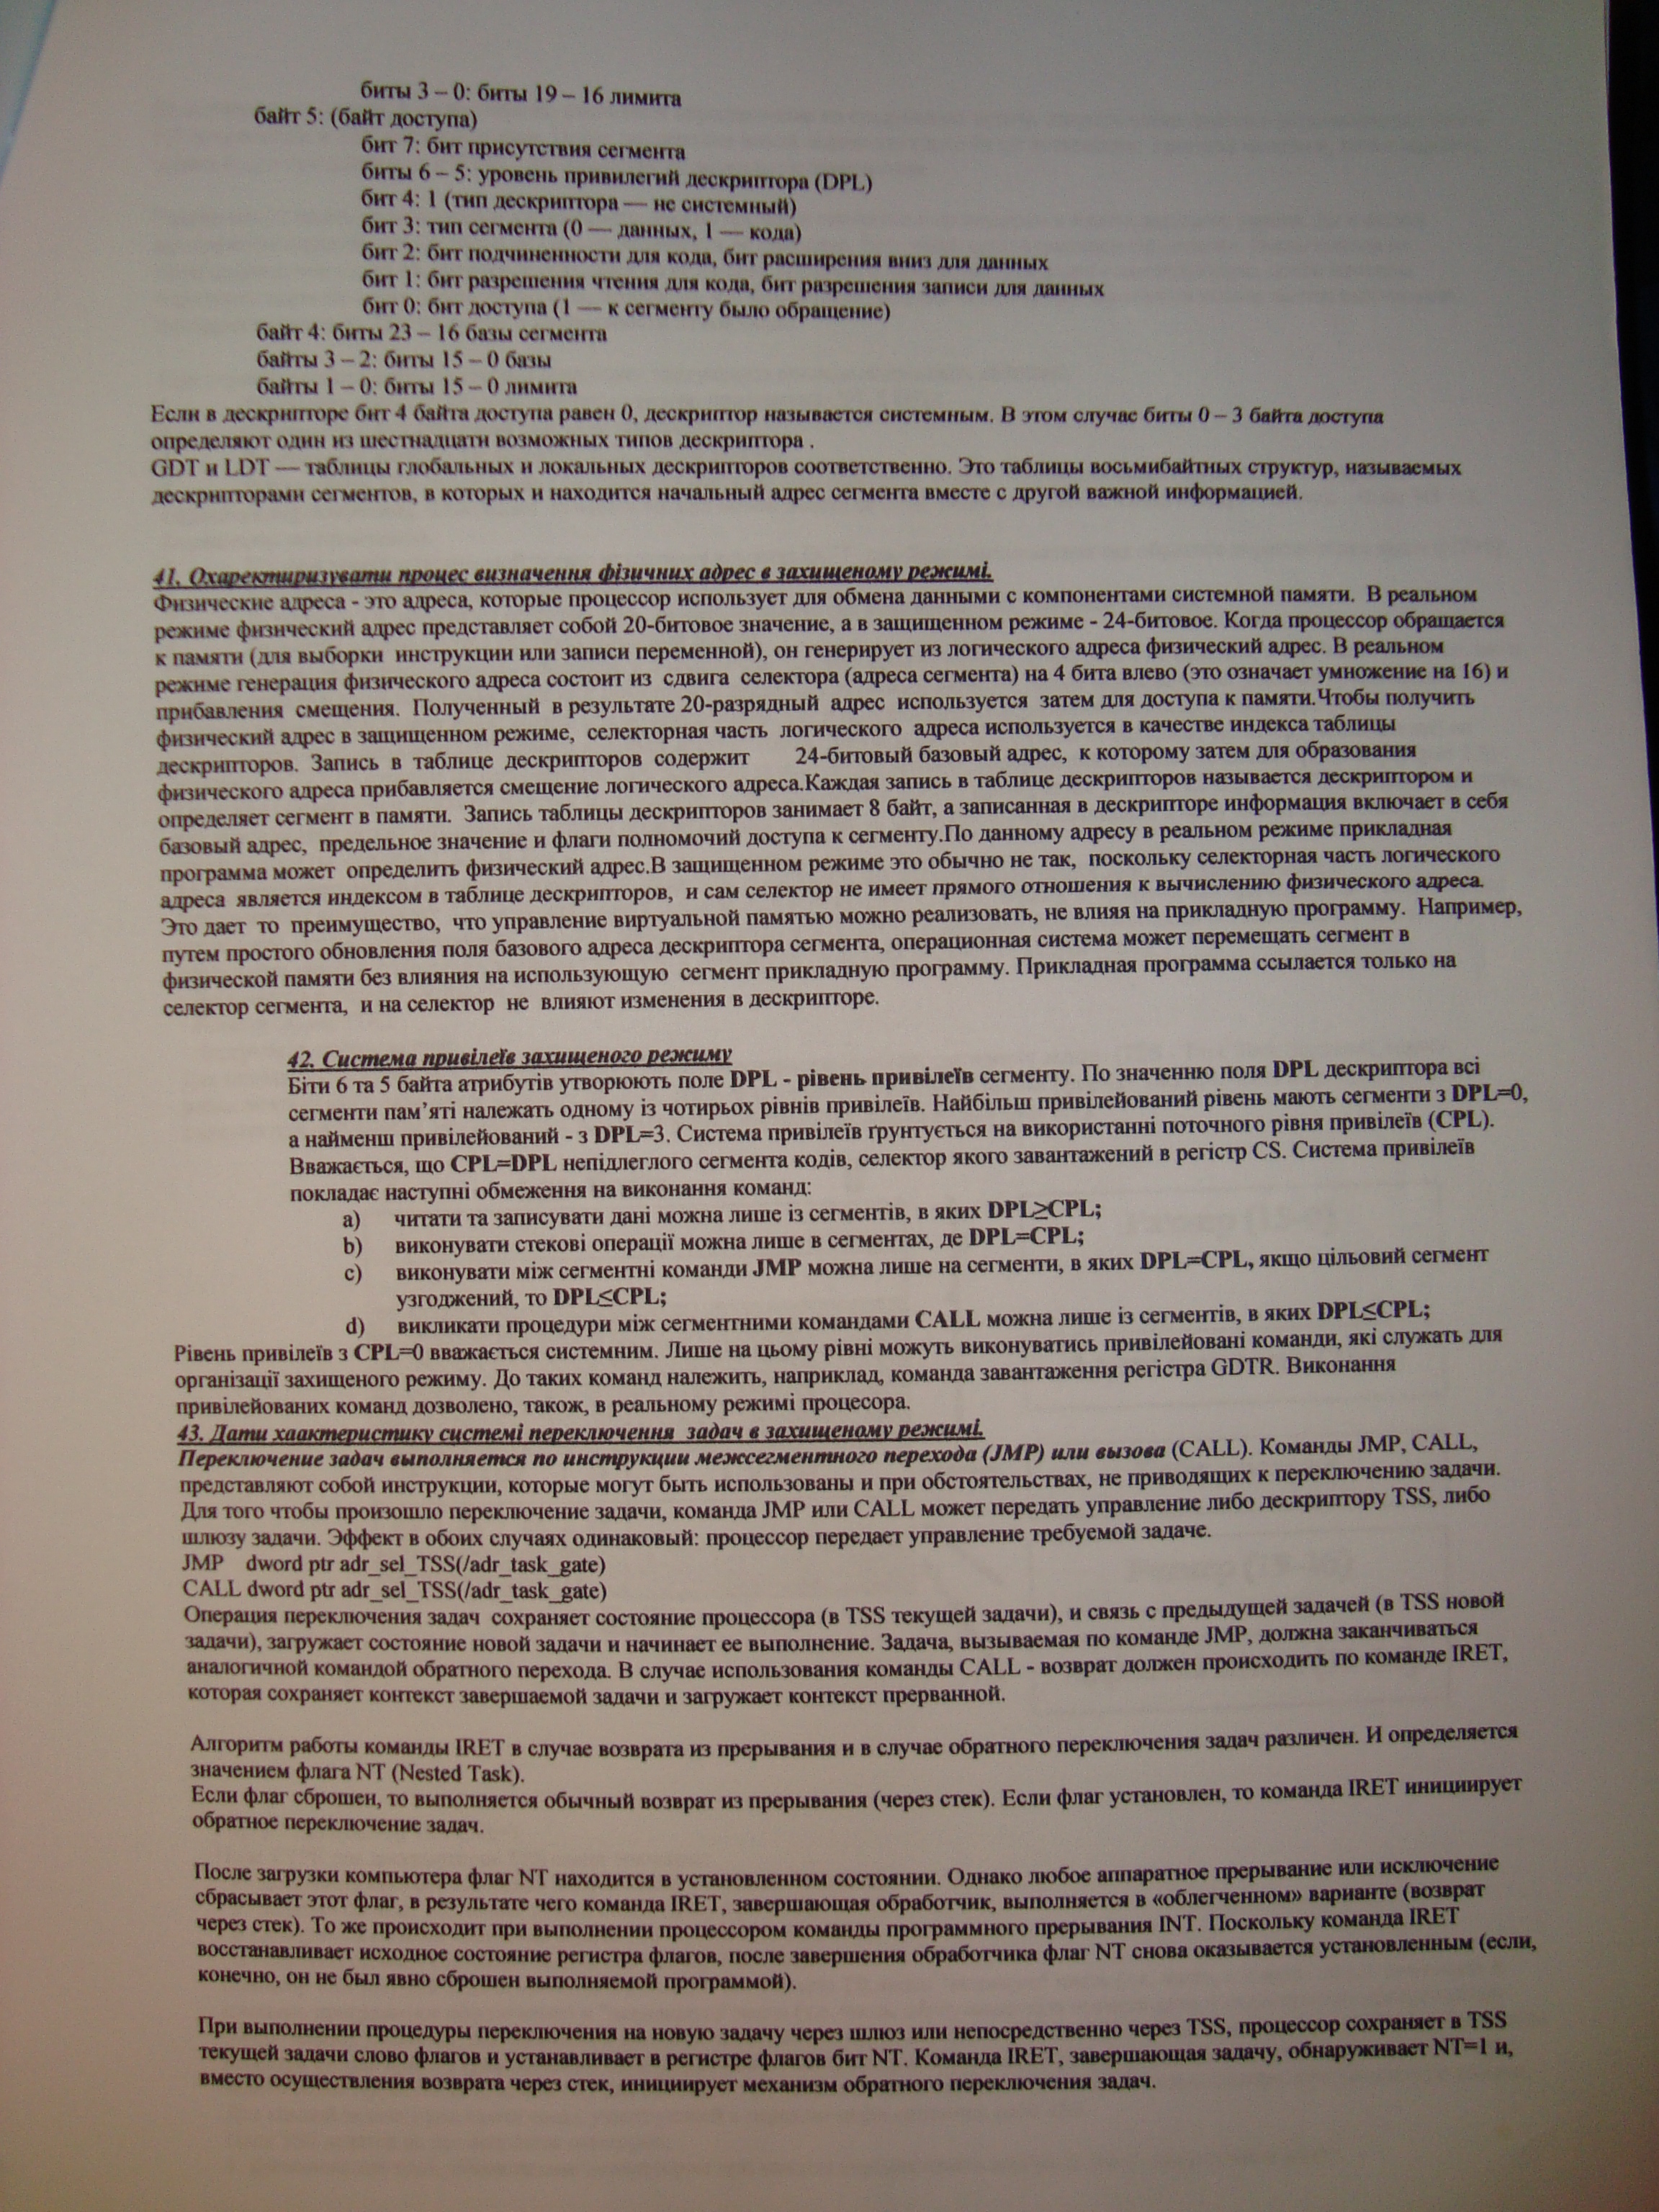 биты 3 – 0: биты 19 – 16 лимита
байт 5: (байт доступа)
бит 7: бит присутствия сегмента
биты 6 – 5: уровень привилегий дескриптора (DPL)
бит 4: 1 (тип дескриптора — не системный)
бит 3: тип сегмента (0 — данных, 1 — кода)
бит 2: бит подчиненности для кода, бит расширения вниз для данных
бит 1: бит разрешения чтения для кода, бит разрешения записи для данных
бит 0: бит доступа (1 — к сегменту было обращение)
байт 4: биты 23 – 16 базы сегмента
байты 3 – 2: биты 15 – 0 базы
байты 1 – 0: биты 15 – 0 лимита
Если в дескрипторе бит 4 байта доступа равен 0, дескриптор называется системным. В этом случае биты 0 – 3 байта доступа
определяют один из шестнадцати возможных типов дескриптора .
GDT и LDT — таблицы глобальных и локальных дескрипторов соответственно. Это таблицы восьмибайтных структур, называемых
дескрипторами сегментов, в которых и находится начальный адрес сегмента вместе с другой важной информацией.
41. Охаректиризувати процес визначення фізичних адрес в захищеному режимі.
Физические адреса - это адреса, которые процессор использует для обмена данными с компонентами системной памяти. В реальном
режиме физический адрес представляет собой 20-битовое значение, а в защищенном режиме - 24-битовое. Когда процессор обращается
к памяти (для выборки инструкции или записи переменной), он генерирует из логического адреса физический адрес. В реальном
режиме генерация физического адреса состоит из сдвига селектора (адреса сегмента) на 4 бита влево (это означает умножение на 16) и
прибавления смещения. Полученный в результате 20-разрядный адрес используется затем для доступа к памяти.Чтобы получить
физический адрес в защищенном режиме, селекторная часть логического адреса используется в качестве индекса таблицы
дескрипторов. Запись в таблице дескрипторов содержит 24-битовый базовый адрес, к которому затем для образования
физического адреса прибавляется смещение логического адреса.Каждая запись в таблице дескрипторов называется дескриптором и
определяет сегмент в памяти. Запись таблицы дескрипторов занимает 8 байт, а записанная в дескрипторе информация включает в себя
базовый адрес, предельное значение и флаги полномочий доступа к сегменту.По данному адресу в реальном режиме прикладная
программа может определить физический адрес.В защищенном режиме это обычно не так, поскольку селекторная часть логического
адреса является индексом в таблице дескрипторов, и сам селектор не имеет прямого отношения к вычислению физического адреса.
Это дает то преимущество, что управление виртуальной памятью можно реализовать, не влияя на прикладную программу. Например,
путем простого обновления поля базового адреса дескриптора сегмента, операционная система может перемещать сегмент в
физической памяти без влияния на использующую сегмент прикладную программу. Прикладная программа ссылается только на
селектор сегмента, и на селектор не влияют изменения в дескрипторе.
42. Система привілеїв захищеного режиму
Біти 6 та 5 байта атрибутів утворюють поле DPL - рівень привілеїв сегменту. По значенню поля DPL дескриптора всі
сегменти пам’яті належать одному із чотирьох рівнів привілеїв. Найбільш привілейований рівень мають сегменти з DPL=0,
а найменш привілейований - з DPL=3. Система привілеїв ґрунтується на використанні поточного рівня привілеїв (CPL).
Вважається, що CPL=DPL непідлеглого сегмента кодів, селектор якого завантажений в регістр CS. Система привілеїв
покладає наступні обмеження на виконання команд:
a) читати та записувати дані можна лише із сегментів, в яких DPL≥CPL;
b) виконувати стекові операції можна лише в сегментах, де DPL=CPL;
c) виконувати між сегментні команди JMP можна лише на сегменти, в яких DPL=CPL, якщо цільовий сегмент
узгоджений, то DPL≤CPL;
d) викликати процедури між сегментними командами CALL можна лише із сегментів, в яких DPL≤CPL;
Рівень привілеїв з CPL=0 вважається системним. Лише на цьому рівні можуть виконуватись привілейовані команди, які служать для
організації захищеного режиму. До таких команд належить, наприклад, команда завантаження регістра GDTR. Виконання
привілейованих команд дозволено, також, в реальному режимі процесора.
43. Дати хаактеристику системі переключення задач в захищеному режимі.
Переключение задач выполняется по инструкции межсегментного перехода (JMP) или вызова (CALL). Команды JMP, CALL,
представляют собой инструкции, которые могут быть использованы и при обстоятельствах, не приводящих к переключению задачи.
Для того чтобы произошло переключение задачи, команда JMP или CALL может передать управление либо дескриптору TSS, либо
шлюзу задачи. Эффект в обоих случаях одинаковый: процессор передает управление требуемой задаче.
JMP dword ptr adr_sel_TSS(/adr_task_gate)
CALL dword ptr adr_sel_TSS(/adr_task_gate)
Операция переключения задач сохраняет состояние процессора (в TSS текущей задачи), и связь с предыдущей задачей (в TSS новой
задачи), загружает состояние новой задачи и начинает ее выполнение. Задача, вызываемая по команде JMP, должна заканчиваться
аналогичной командой обратного перехода. В случае использования команды CALL - возврат должен происходить по команде IRET,
которая сохраняет контекст завершаемой задачи и загружает контекст прерванной.
Алгоритм работы команды IRET в случае возврата из прерывания и в случае обратного переключения задач различен. И определяется
значением флага NT (Nested Task).
Если флаг сброшен, то выполняется обычный возврат из прерывания (через стек). Если флаг установлен, то команда IRET инициирует
обратное переключение задач.
После загрузки компьютера флаг NT находится в установленном состоянии. Однако любое аппаратное прерывание или исключение
сбрасывает этот флаг, в результате чего команда IRET, завершающая обработчик, выполняется в «облегченном» варианте (возврат
через стек). То же происходит при выполнении процессором команды программного прерывания INT. Поскольку команда IRET
восстанавливает исходное состояние регистра флагов, после завершения обработчика флаг NT снова оказывается установленным (если,
конечно, он не был явно сброшен выполняемой программой).
При выполнении процедуры переключения на новую задачу через шлюз или непосредственно через TSS, процессор сохраняет в TSS
текущей задачи слово флагов и устанавливает в регистре флагов бит NT. Команда IRET, завершающая задачу, обнаруживает NT=1 и,
вместо осуществления возврата через стек, инициирует механизм обратного переключения задач.